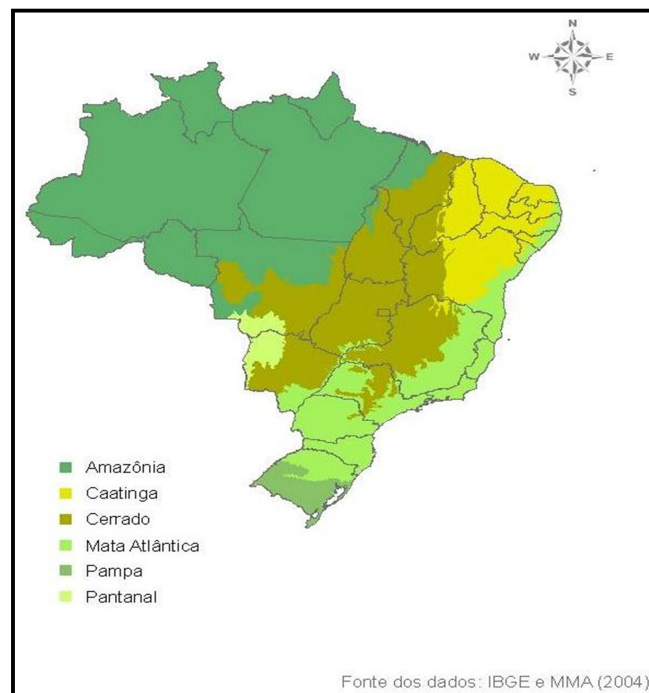 N
W E
S
Amazônia
Caatinga
Cerrado
Mata Atlântica
Pampa
Pantanal
Fonte dos dados: IBGE e MMA (2004)